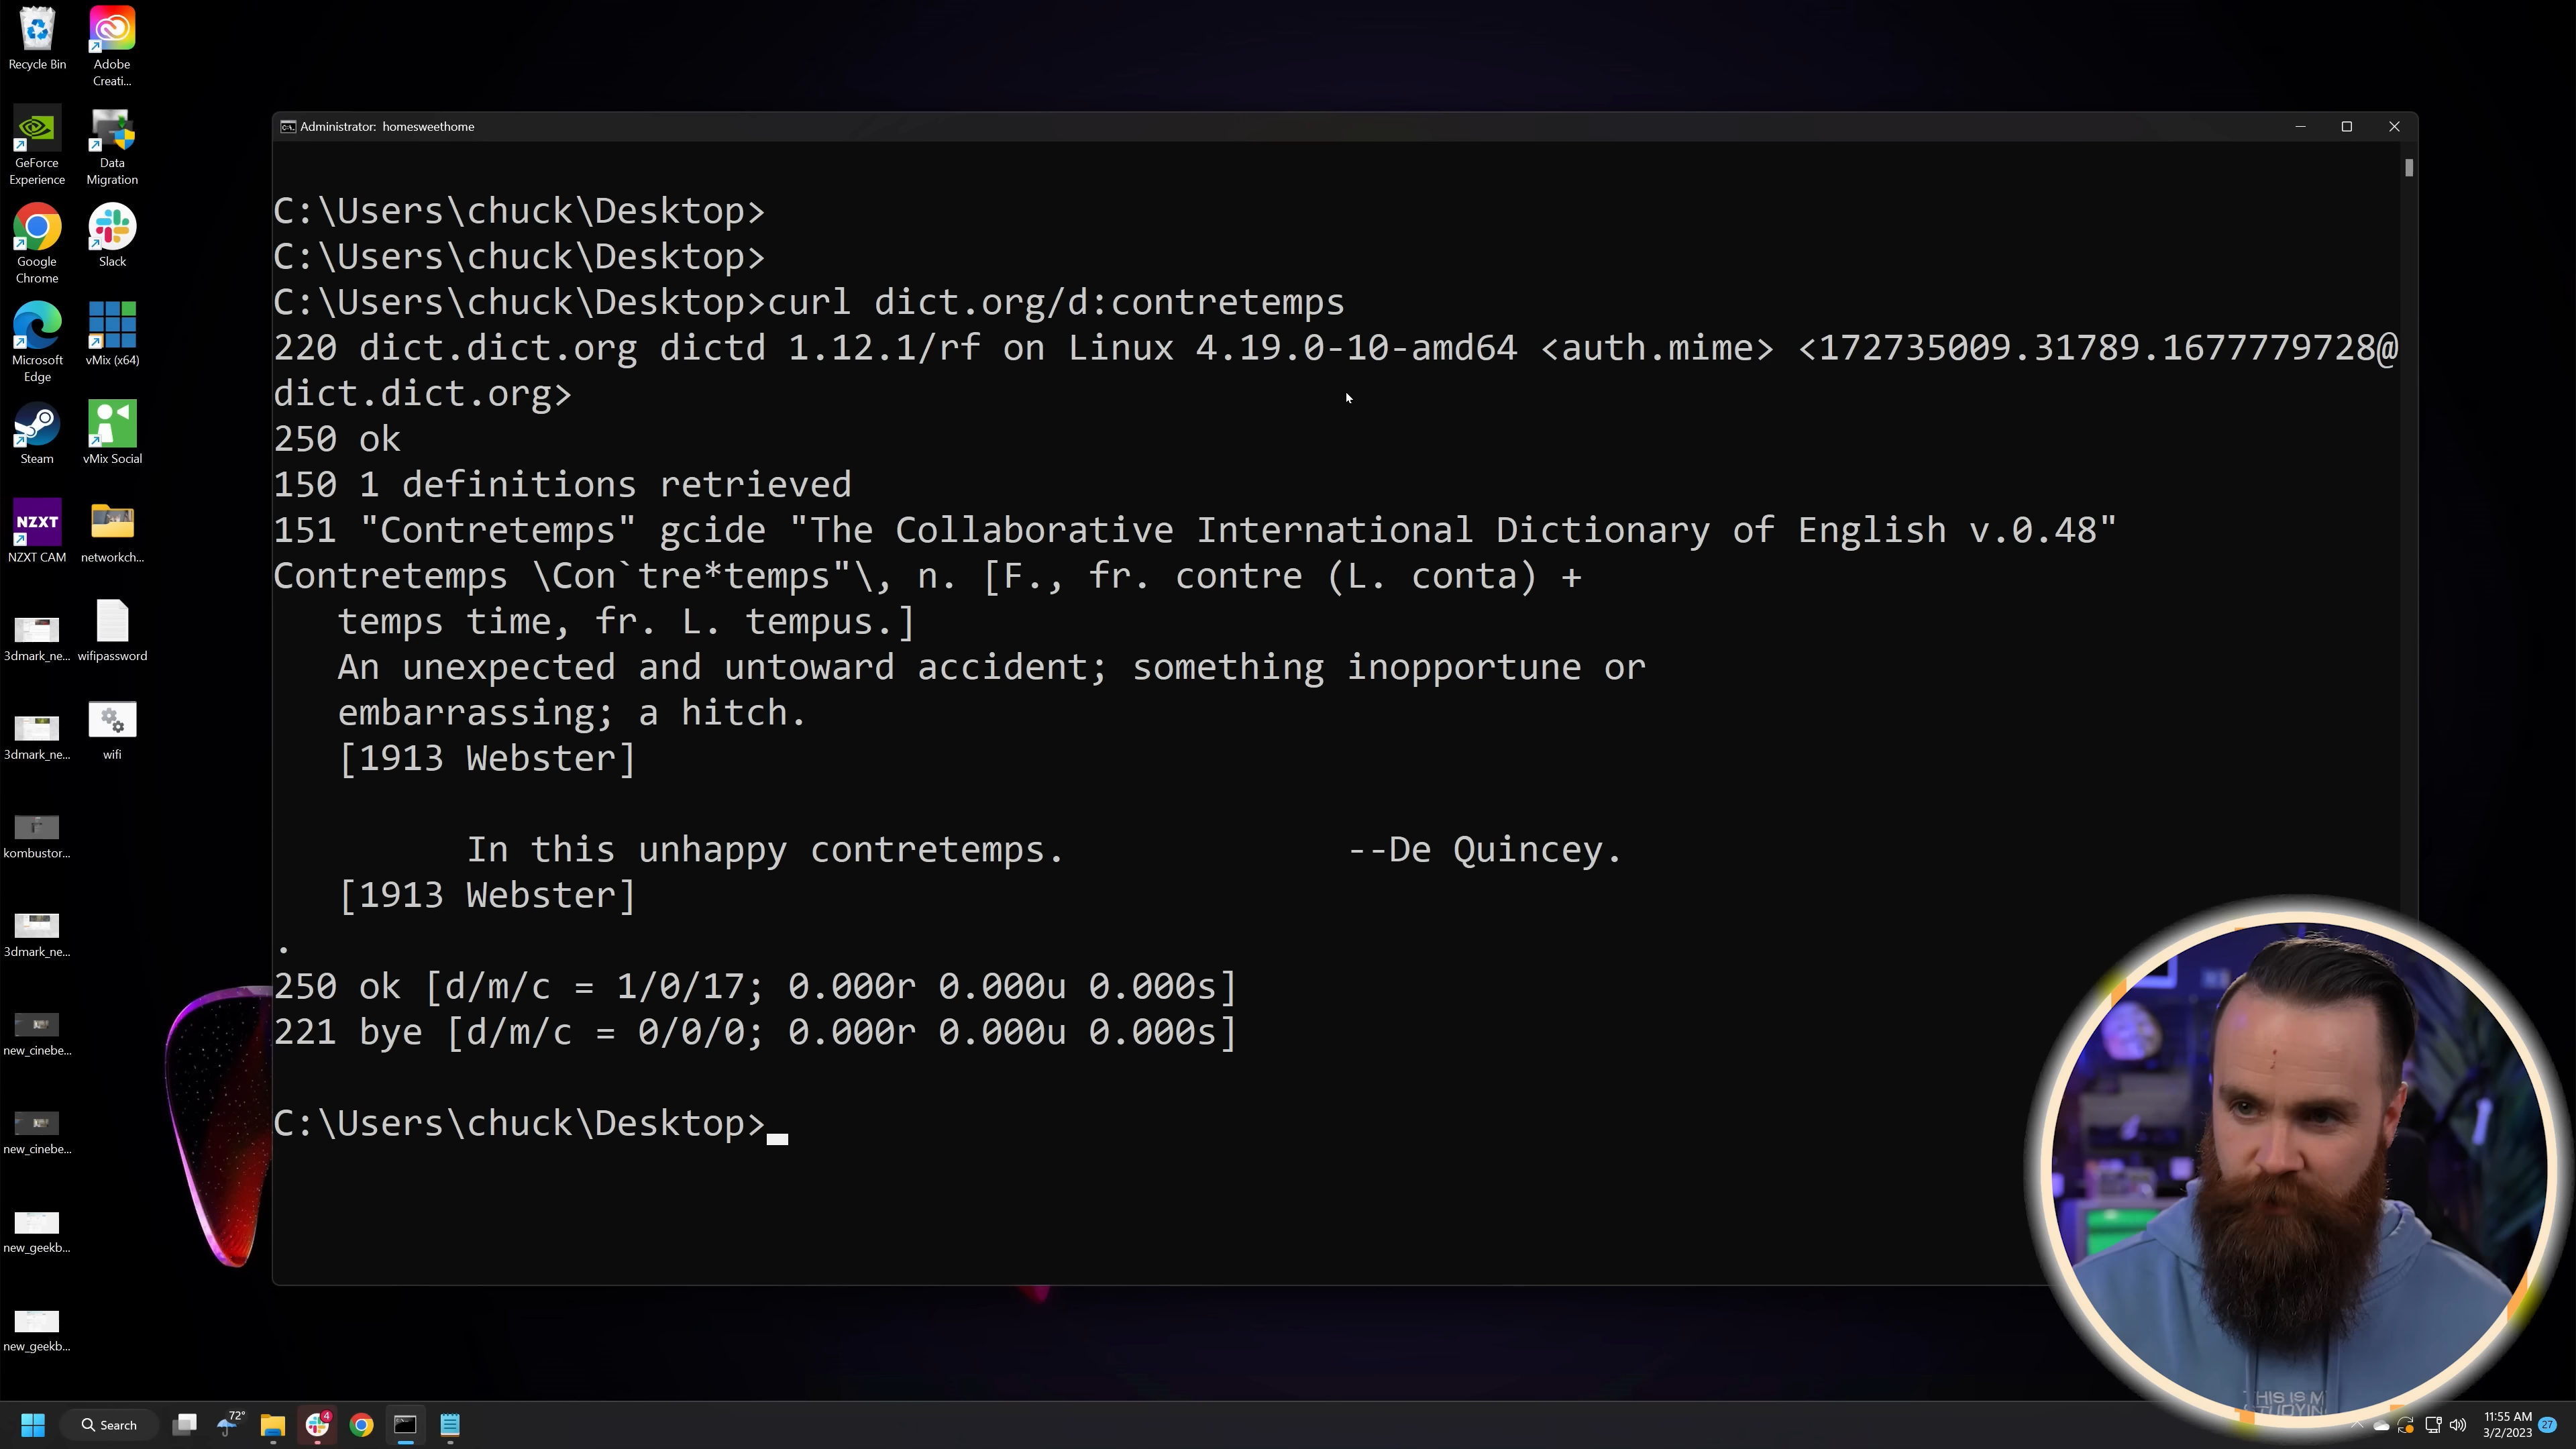 Recycle Bin
Adobe
Creati...
GeForce
Experience
Data
Migration
Google
Chrome
Slack
Microsoft
Edge
vMix (x64)
Steam
vMix Social
NZXT
NZXT CAM
networkch...
3dmark_ne...
wifipassword
3dmark_ne...
wifi
kombustor...
3dmark_ne...
new_cinebe...
new_cinebe...
new_geekb...
new_geekb...
Administrator: homesweethome
C:\Users\chuck\Desktop>
C:\Users\chuck\Desktop>
C:\Users\chuck\Desktop>curl dict.org/d:contretemps
220 dict.dict.org dictd 1.12.1/rf on Linux 4.19.0-10-amd64 <auth.mime> <172735009.31789.1677779728@
dict.dict.org>
250 ok
150 1 definitions retrieved
151 "Contretemps" gcide "The Collaborative International Dictionary of English v.0.48"
Contretemps \Con`tre*temps"\, n. [F., fr. contre (L. conta) +
temps time, fr. L. tempus.]
An unexpected and untoward accident; something inopportune or
embarrassing; a hitch.
[1913 Webster]
In this unhappy contretemps. --De Quincey.
[1913 Webster]
.
250 ok [d/m/c = 1/0/17; 0.000r 0.000u 0.000s]
221 bye [d/m/c = 0/0/0; 0.000r 0.000u 0.000s]
C:\Users\chuck\Desktop>
THIS IS
Search
72°
4
11:55 AM
3/2/2023
27